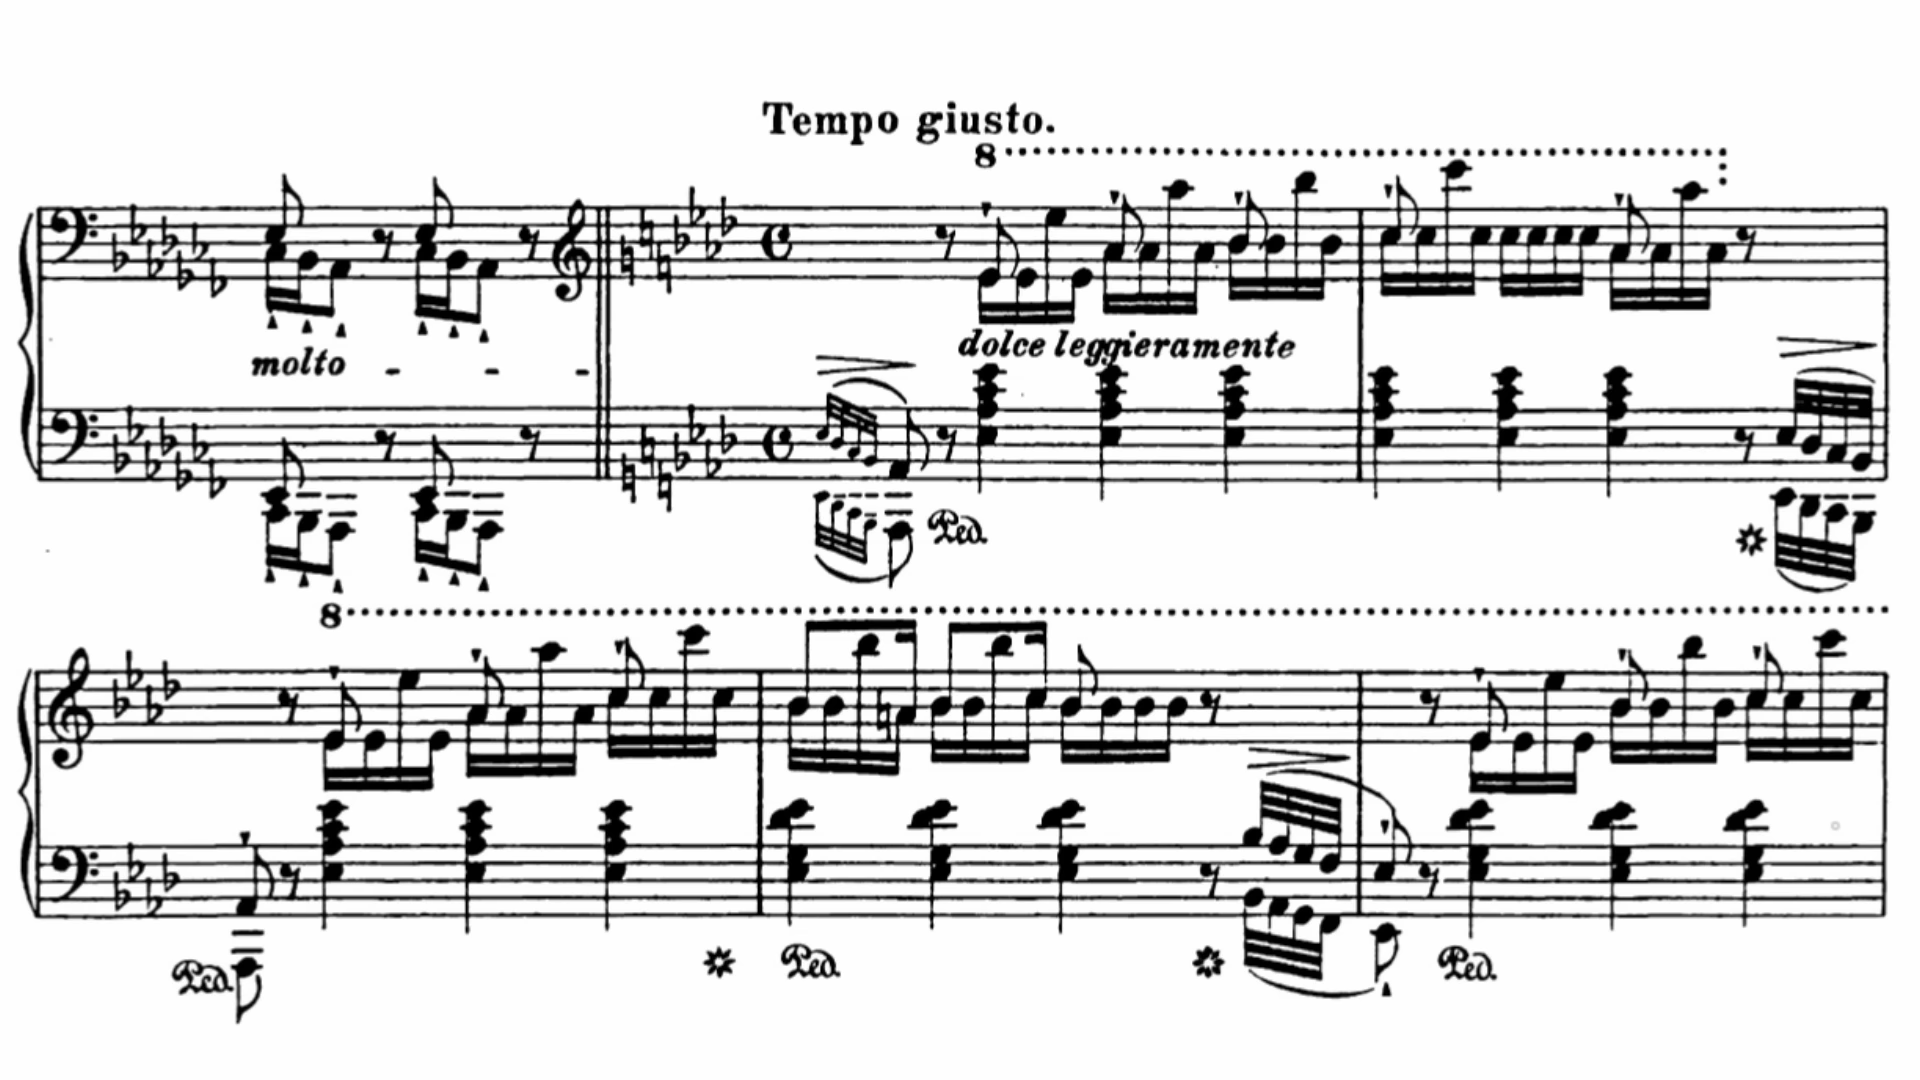 Tempo giusto.
8
molto - - -
dolce leggieramente
Ped.
8
Ped. Ped. Ped.